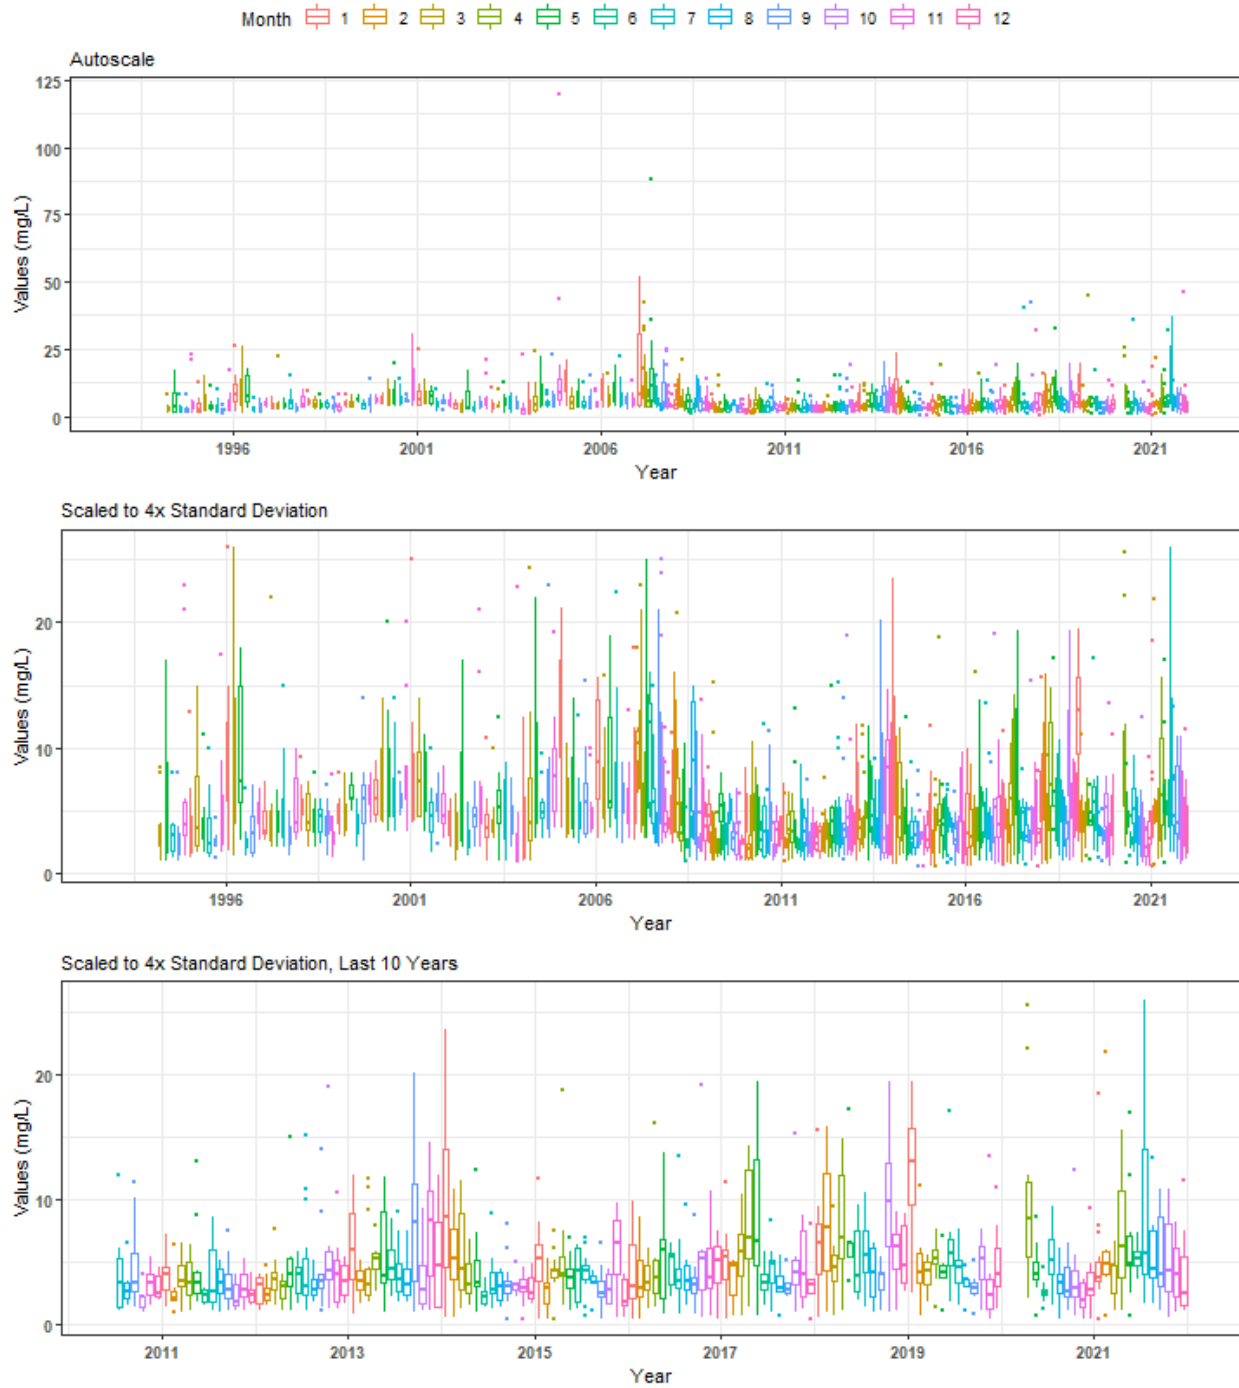 Month 1 2 3 4 5 6 7 8 9 10 11 12
Autoscale
125
100
75
50
25
0
Values (mg/L)
1996 2001 2006 2011 2016 2021
Year
Scaled to 4x Standard Deviation
20
10
0
Values (mg/L)
1996 2001 2006 2011 2016 2021
Year
Scaled to 4x Standard Deviation, Last 10 Years
20
10
0
Values (mg/L)
2011 2013 2015 2017 2019 2021
Year